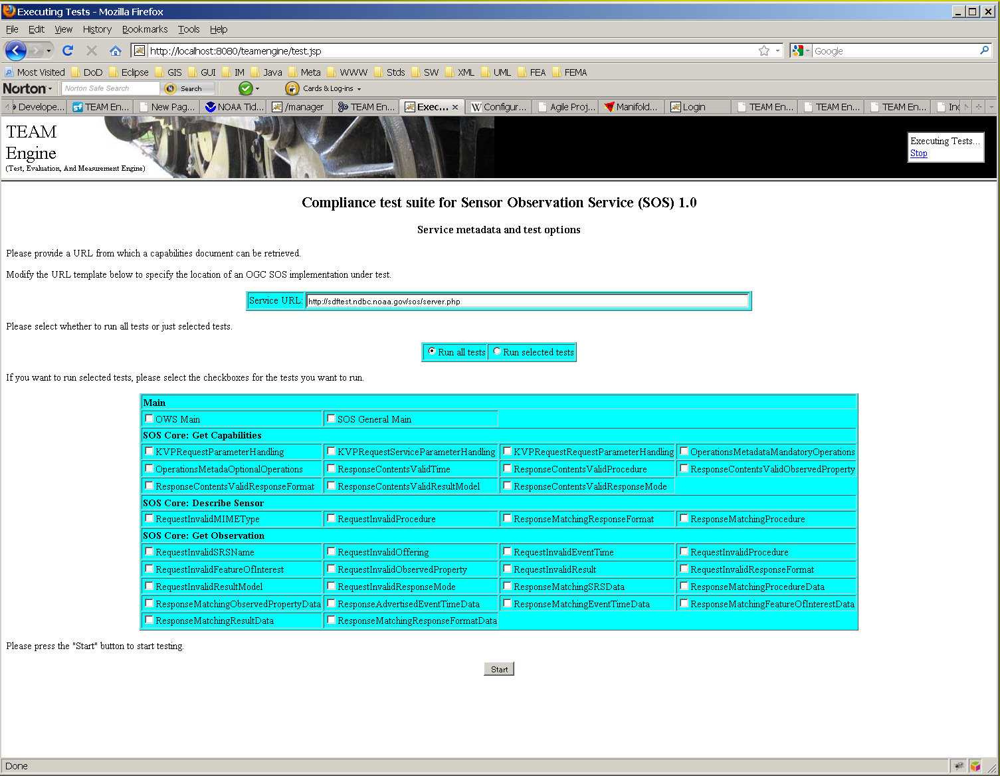 Executing Tests - Mozilla Firefox
File Edit View History Bookmarks Tools Help
http://localhost:8080/teamengine/test.jsp Google
Most Visited DoD Eclipse GIS GUI IM Java Meta WWW Stds SW XML UML FEA FEMA
Norton Norton Safe Search Search Cards & Log-ins
Develope... TEAM En... New Pag... NOAA Tid... /manager TEAM En... Exec... Configur... Agile Proj... Manifold... Login TEAM En... TEAM En... TEAM En...
TEAM
Engine
(Test, Evaluation, And Measurement Engine)
Executing Tests...
Stop
Compliance test suite for Sensor Observation Service (SOS) 1.0
Service metadata and test options
Please provide a URL from which a capabilities document can be retrieved.
Modify the URL template below to specify the location of an OGC SOS implementation under test.
Service URL: http://sdftest.ndbc.noaa.gov/sos/server.php
Please select whether to run all tests or just selected tests.
Run all tests Run selected tests
If you want to run selected tests, please select the checkboxes for the tests you want to run.
Main
OWS Main SOS General Main
SOS Core: Get Capabilities
KVPRequestParameterHandling KVPRequestServiceParameterHandling KVPRequestRequestParameterHandling OperationsMetadataMandatoryOperations
OperationsMetadaOptionalOperations ResponseContentsValidTime ResponseContentsValidProcedure ResponseContentsValidObservedProperty
ResponseContentsValidResponseFormat ResponseContentsValidResultModel ResponseContentsValidResponseMode
SOS Core: Describe Sensor
RequestInvalidMIMEType RequestInvalidProcedure ResponseMatchingResponseFormat ResponseMatchingProcedure
SOS Core: Get Observation
RequestInvalidSRSName RequestInvalidOffering RequestInvalidEventTime RequestInvalidProcedure
RequestInvalidFeatureOfInterest RequestInvalidObservedProperty RequestInvalidResult RequestInvalidResponseFormat
RequestInvalidResultModel RequestInvalidResponseMode ResponseMatchingSRSData ResponseMatchingProcedureData
ResponseMatchingObservedPropertyData ResponseAdvertisedEventTimeData ResponseMatchingEventTimeData ResponseMatchingFeatureOfInterestData
ResponseMatchingResultData ResponseMatchingResponseFormatData
Please press the "Start" button to start testing.
Start
Done